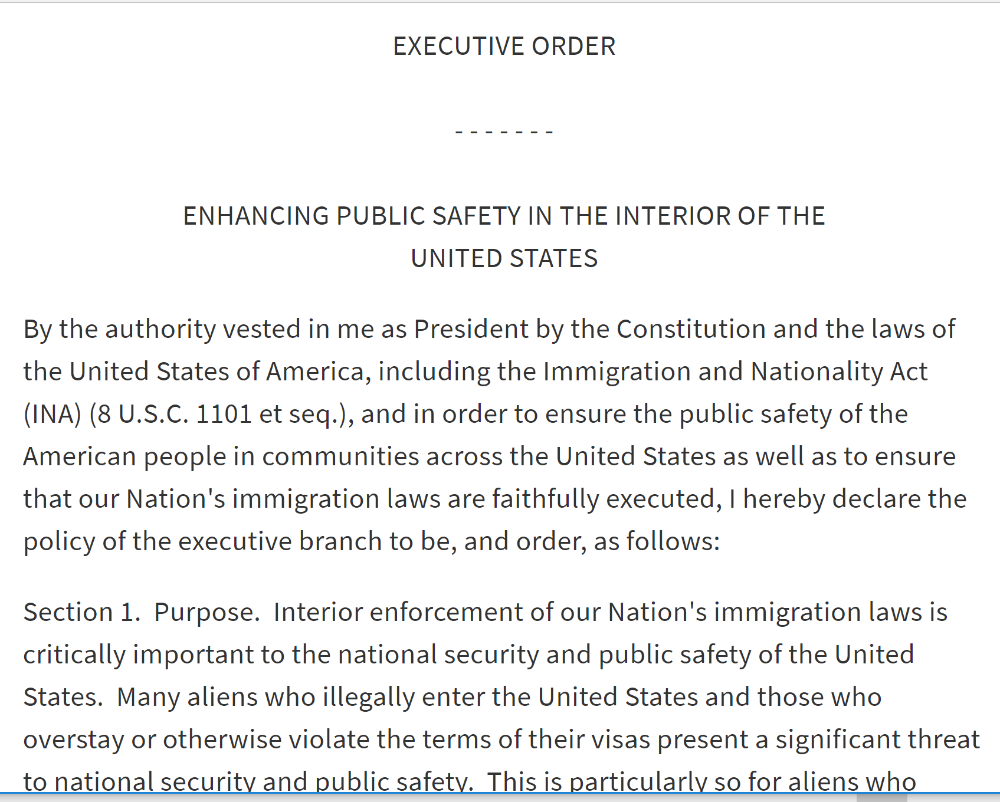 EXECUTIVE ORDER
- - - - - - -
ENHANCING PUBLIC SAFETY IN THE INTERIOR OF THE
UNITED STATES
By the authority vested in me as President by the Constitution and the laws of
the United States of America, including the Immigration and Nationality Act
(INA) (8 U.S.C. 1101 et seq.), and in order to ensure the public safety of the
American people in communities across the United States as well as to ensure
that our Nation's immigration laws are faithfully executed, I hereby declare the
policy of the executive branch to be, and order, as follows:
Section 1.  Purpose.  Interior enforcement of our Nation's immigration laws is
critically important to the national security and public safety of the United
States.  Many aliens who illegally enter the United States and those who
overstay or otherwise violate the terms of their visas present a significant threat
to national security and public safety.  This is particularly so for aliens who